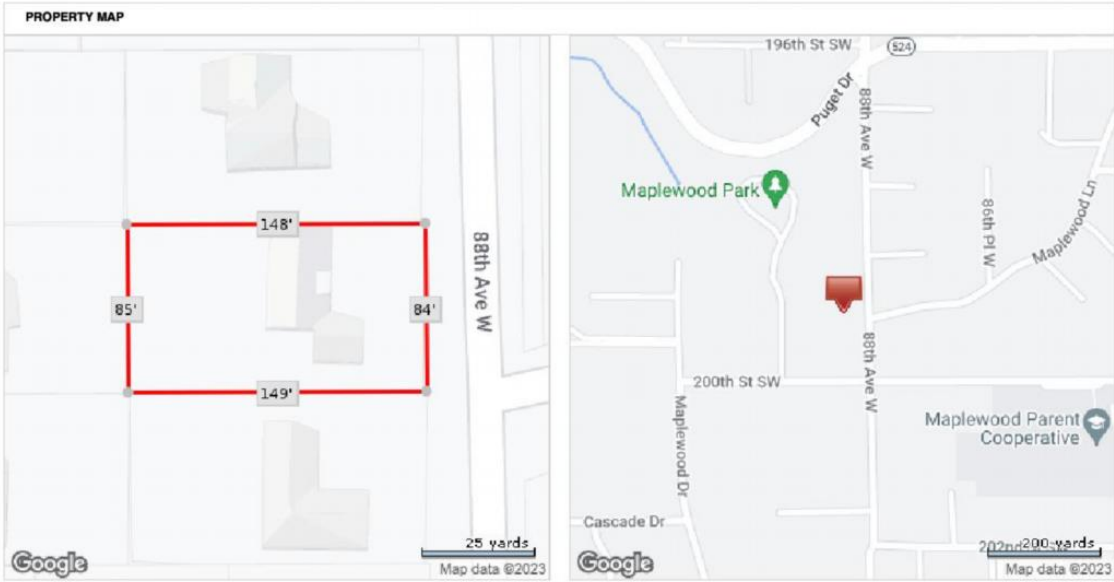 PROPERTY MAP
148'
85'
84'
149'
88th Ave W
25 yards
Google
Map data ©2023
196th St SW
524
Puget Dr
88th Ave W
Maplewood Park
86th Pl W
Maplewood Ln
88th Ave W
200th St SW
Maplewood Dr
Maplewood Parent
Cooperative
Cascade Dr
202nd
200 yards
Google
Map data ©2023